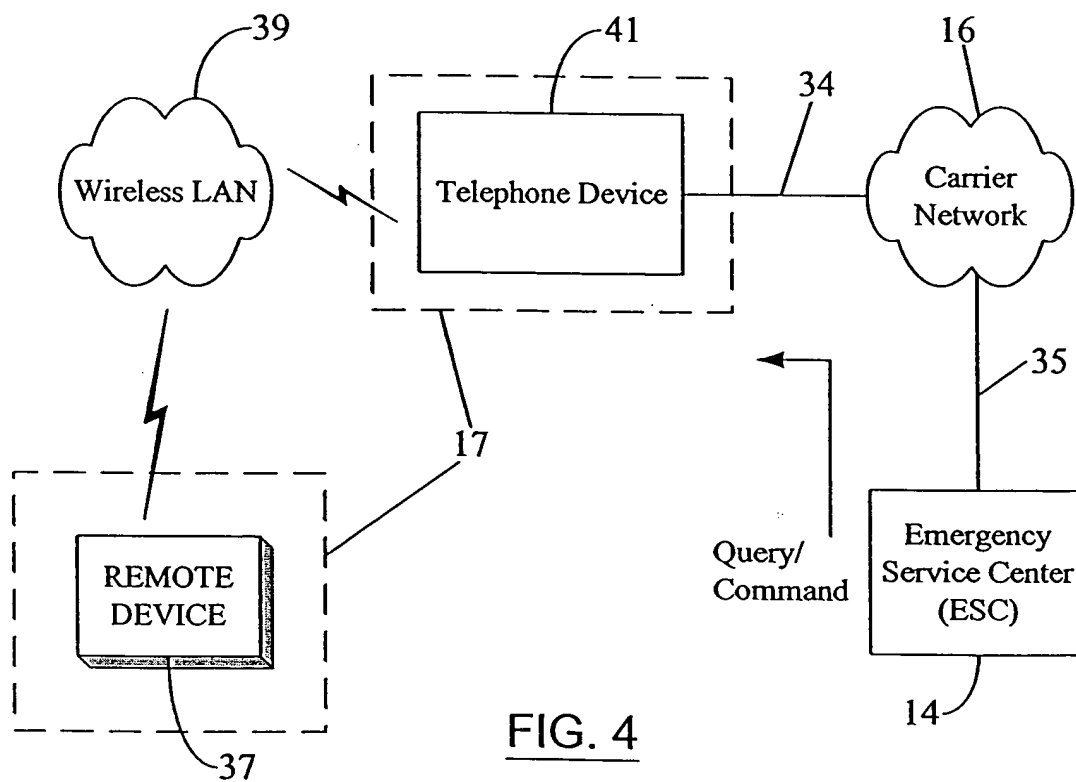 39
41
16
34
Wireless LAN
Telephone Device
Carrier
Network
35
17
Query/
Command
Emergency
Service Center
(ESC)
REMOTE
DEVICE
14
37
FIG. 4